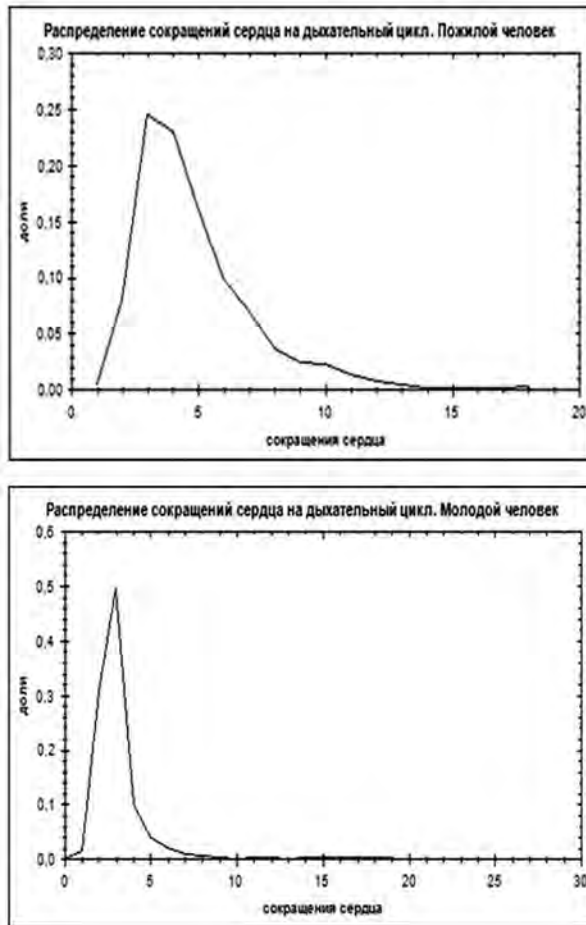 Распределение сокращений сердца на дыхательный цикл. Пожилой человек
0,30
0,25
0,20
0,15
0,10
0,05
0,00
доли
0 5 10 15 20
сокращения сердца
Распределение сокращений сердца на дыхательный цикл. Молодой человек
0,6
0,5
0,4
0,3
0,2
0,1
0,0
доли
0 5 10 15 20 25 30
сокращения сердца